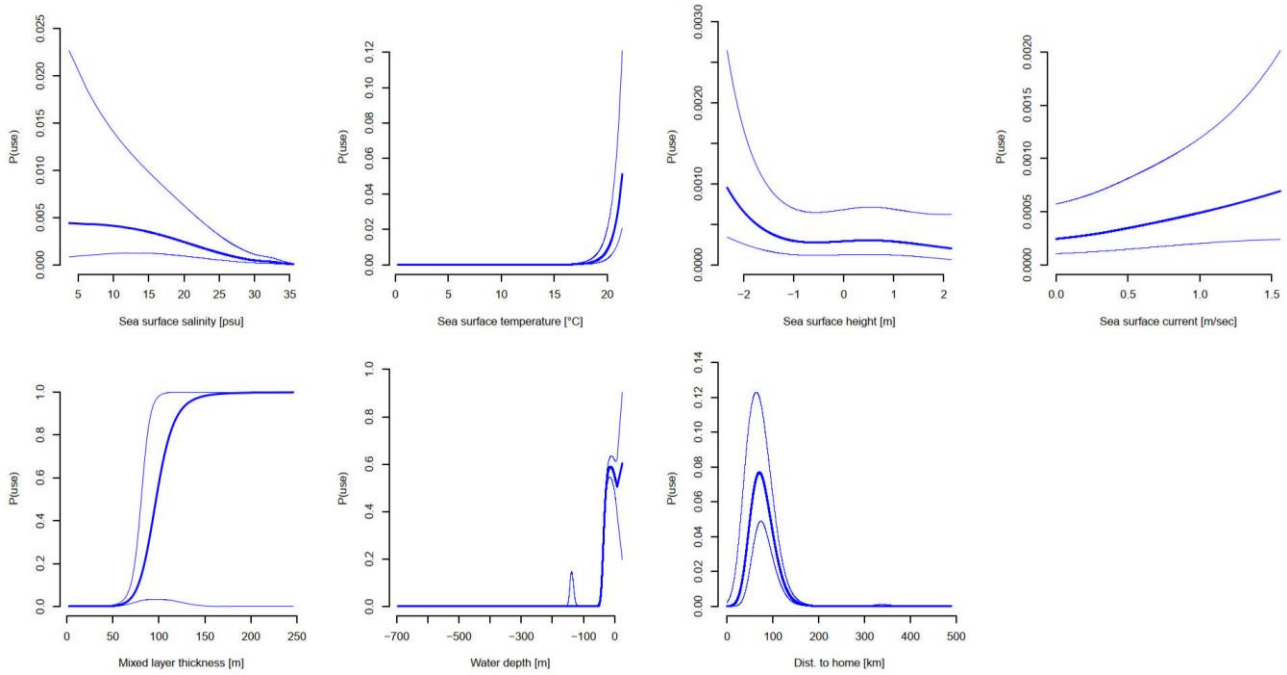 P(use)
0.000 0.005 0.010 0.015 0.020 0.025
5 10 15 20 25 30 35
Sea surface salinity [psu]
P(use)
0.00 0.02 0.04 0.06 0.08 0.10 0.12
0 5 10 15 20
Sea surface temperature [°C]
P(use)
0.0000 0.0010 0.0020 0.0030
−2 −1 0 1 2
Sea surface height [m]
P(use)
0.0000 0.0005 0.0010 0.0015 0.0020
0.0 0.5 1.0 1.5
Sea surface current [m/sec]
P(use)
0.0 0.2 0.4 0.6 0.8 1.0
0 50 100 150 200 250
Mixed layer thickness [m]
P(use)
0.0 0.2 0.4 0.6 0.8 1.0
−700 −500 −300 −100 0
Water depth [m]
P(use)
0.00 0.02 0.04 0.06 0.08 0.10 0.12 0.14
0 100 200 300 400 500
Dist. to home [km]